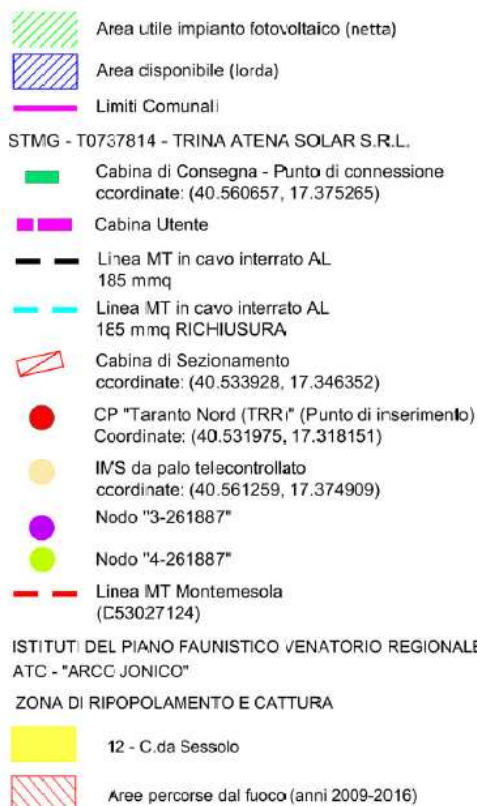 Area utile impianto fotovoltaico (netta)
Area disponibile (lorda)
Limiti Comunali
STMG - T0737814 - TRINA ATENA SOLAR S.R.L.
Cabina di Consegna - Punto di connessione
ccordinate: (40.560657, 17.375265)
Cabina Utente
Linea MT in cavo interrato AL
185 mmq
Linea MT in cavo interrato AL
185 mmq RICHIUSURA
Cabina di Sezionamento
ccordinate: (40.533928, 17.346352)
CP "Taranto Nord (TRR)" (Punto di inserimento)
Coordinate: (40.531975, 17.318151)
IMS da palo telecontrollato
ccordinate: (40.561259, 17.374909)
Nodo "3-261887"
Nodo "4-261887"
Linea MT Montemesola
(D53027124)
ISTITUTI DEL PIANO FAUNISTICO VENATORIO REGIONALE
ATC - "ARCO JONICO"
ZONA DI RIPOPOLAMENTO E CATTURA
12 - C.da Sessolo
Aree percorse dal fuoco (anni 2009-2016)